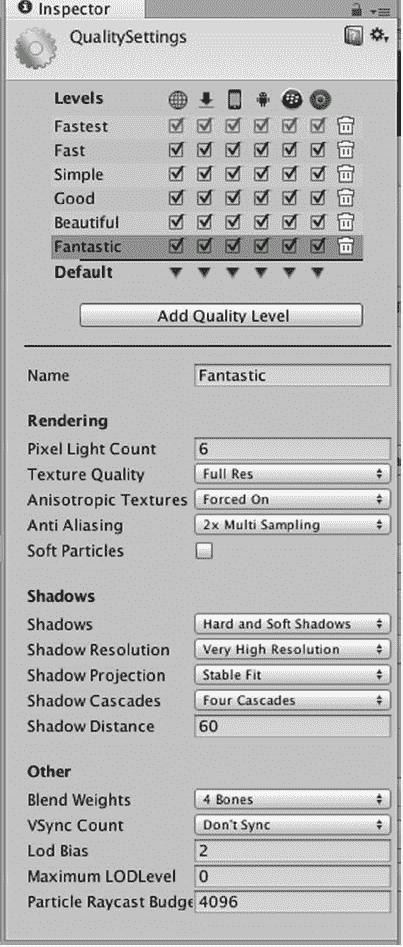 Inspector
QualitySettings
Levels
Fastest
Fast
Simple
Good
Beautiful
Fantastic
Default
Add Quality Level
Name Fantastic
Rendering
Pixel Light Count 6
Texture Quality Full Res
Anisotropic Textures Forced On
Anti Aliasing 2x Multi Sampling
Soft Particles
Shadows
Shadows Hard and Soft Shadows
Shadow Resolution Very High Resolution
Shadow Projection Stable Fit
Shadow Cascades Four Cascades
Shadow Distance 60
Other
Blend Weights 4 Bones
VSync Count Don't Sync
Lod Bias 2
Maximum LODLevel 0
Particle Raycast Budge 4096